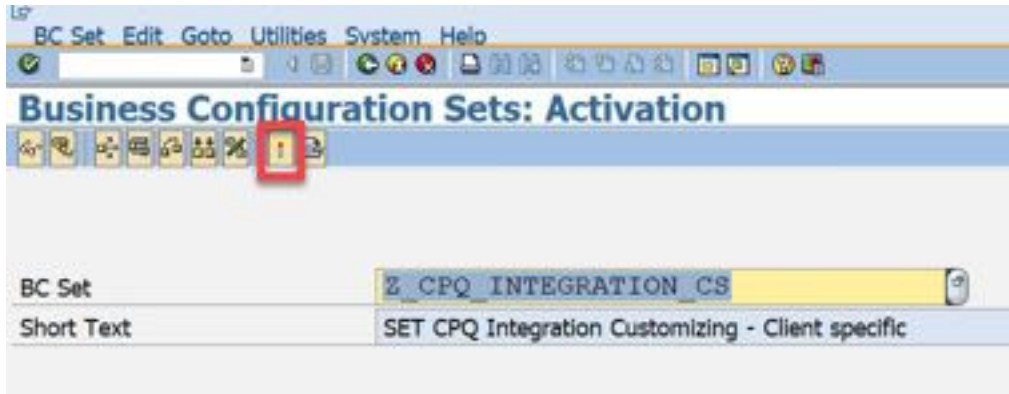 BC Set Edit Goto Utilities System Help
Business Configuration Sets: Activation
BC Set Z_CPQ_INTEGRATION_CS
Short Text SET CPQ Integration Customizing - Client specific